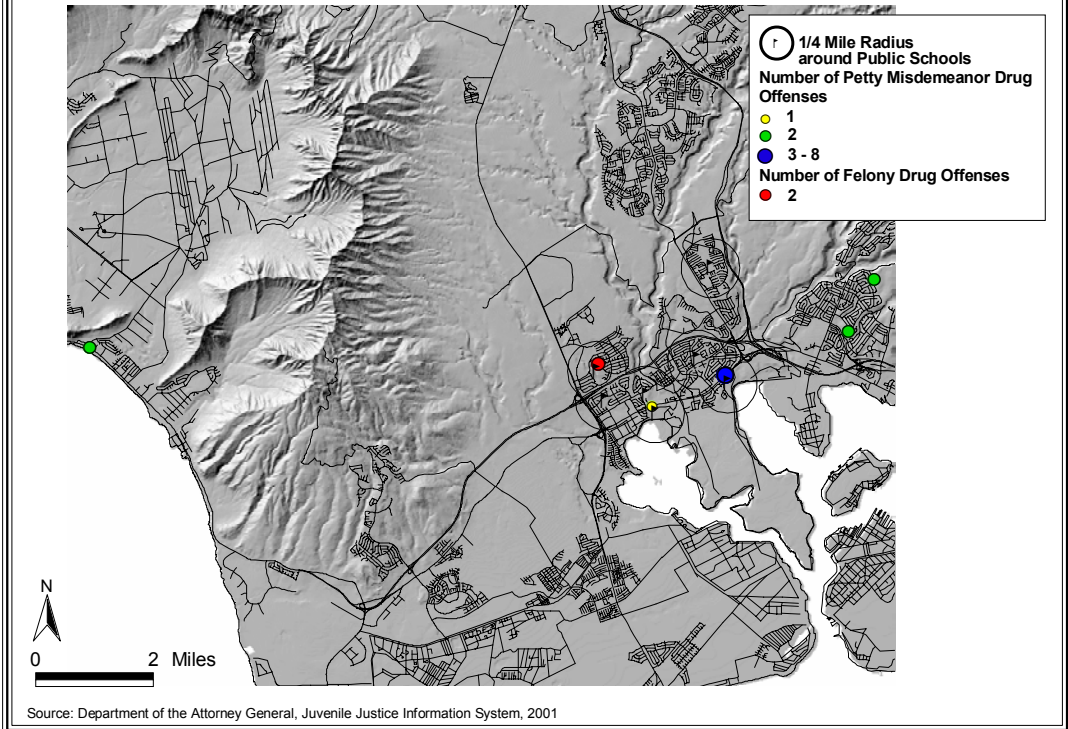 1/4 Mile Radius
around Public Schools
Number of Petty Misdemeanor Drug
Offenses
1
2
3 - 8
Number of Felony Drug Offenses
2
N
0 2 Miles
Source: Department of the Attorney General, Juvenile Justice Information System, 2001